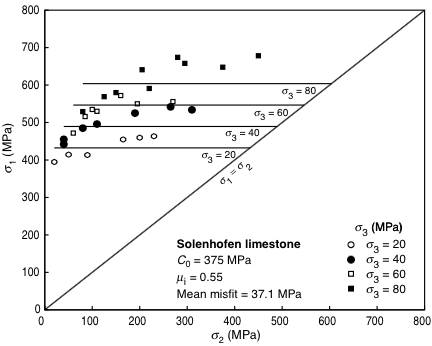 800
700
600
500
400
300
200
100
0
σ₁ (MPa)
σ₃ = 80
σ₃ = 60
σ₃ = 40
σ₃ = 20
σ₁ = σ₂
Solenhofen limestone
C₀ = 375 MPa
μᵢ = 0.55
Mean misfit = 37.1 MPa
σ₃ (MPa)
σ₃ = 20
σ₃ = 40
σ₃ = 60
σ₃ = 80
0 100 200 300 400 500 600 700 800
σ₂ (MPa)